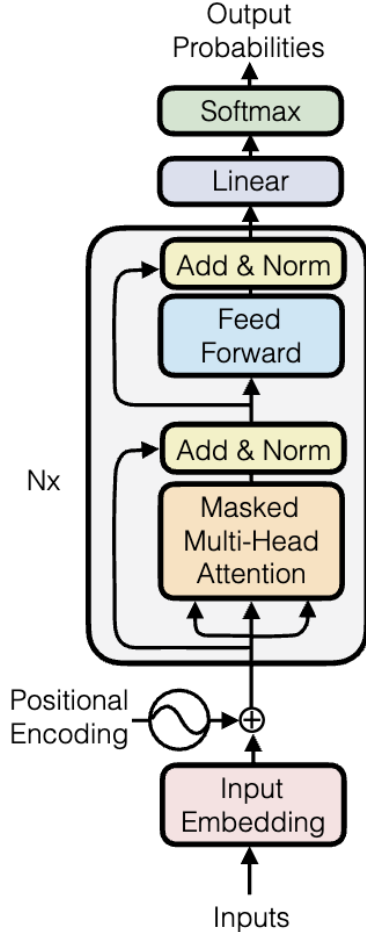 Output
Probabilities
Softmax
Linear
Add & Norm
Feed
Forward
Add & Norm
Nx
Masked
Multi-Head
Attention
Positional
Encoding
Input
Embedding
Inputs